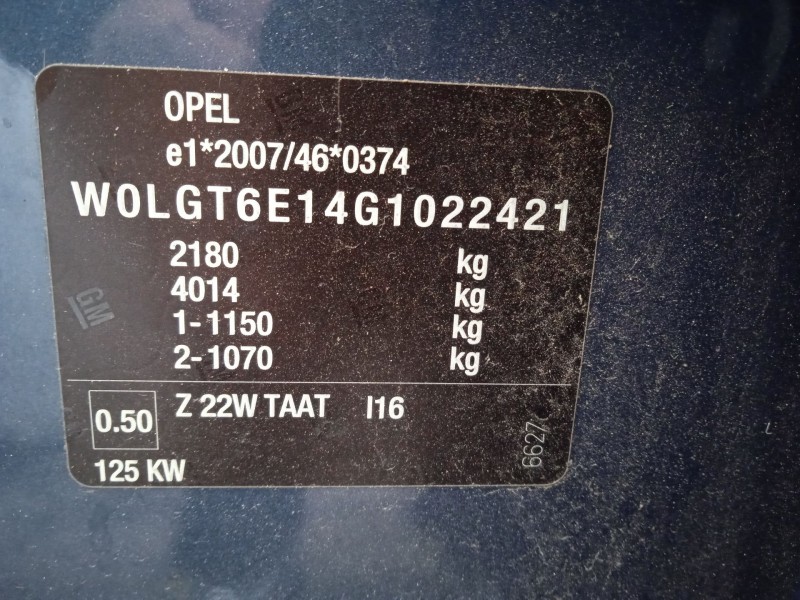 OPEL
e1*2007/46*0374
W0LGT6E14G1022421
2180 kg
4014 kg
1-1150 kg
2-1070 kg
0.50 Z 22W TAAT I16
125 KW
GM